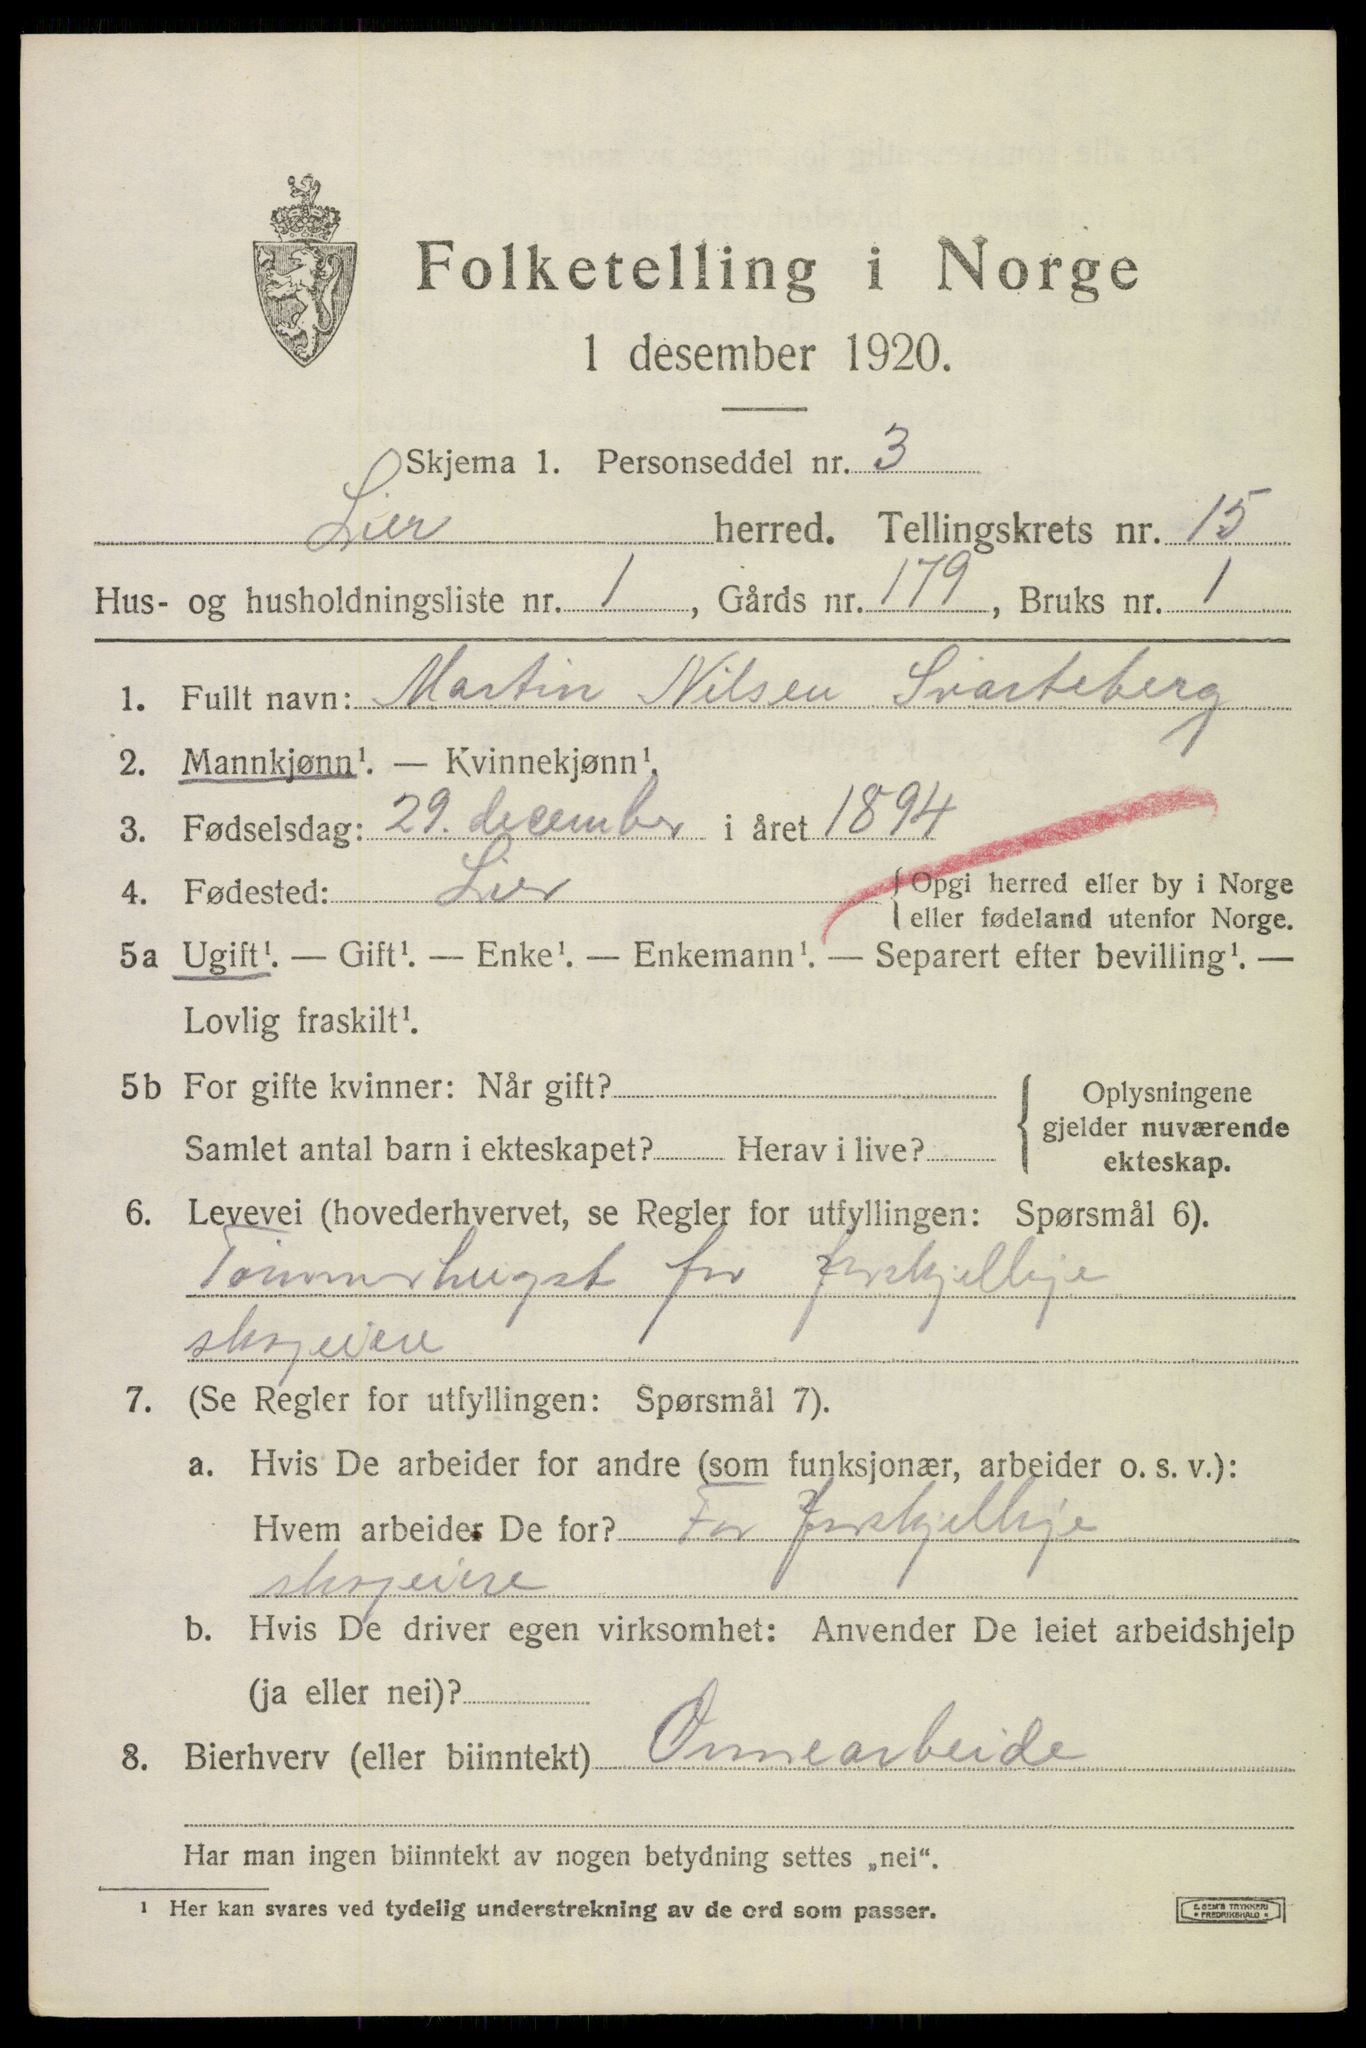 Folketelling i Norge
1 desember 1920.
Skjema 1. Personseddel nr. 3
Lier herred. Tellingskrets nr. 15
Hus- og husholdningsliste nr. 1, Gårds nr. 179, Bruks nr. 1
1. Fullt navn: Martin Nilsen Svarteberg
2. Mannkjønn¹. — Kvinnekjønn¹.
3. Fødselsdag: 29. december i året 1894
4. Fødested: Lier {Opgi herred eller by i Norge
eller fødeland utenfor Norge.
5a Ugift¹. — Gift¹. — Enke¹. — Enkemann¹. — Separert efter bevilling¹. —
Lovlig fraskilt¹.
5b For gifte kvinner: Når gift?
Samlet antal barn i ekteskapet? Herav i live?
Oplysningene
gjelder nuværende
ekteskap.
6. Levevei (hovederhvervet, se Regler for utfyllingen: Spørsmål 6).
Tømmerhugst for forskjellige
skogeiere
7. (Se Regler for utfyllingen: Spørsmål 7).
a. Hvis De arbeider for andre (som funksjonær, arbeider o. s. v.):
Hvem arbeider De for? For forskjellige
skogeiere
b. Hvis De driver egen virksomhet: Anvender De leiet arbeidshjelp
(ja eller nei)?
8. Bierhverv (eller biinntekt) Onnearbeide
Har man ingen biinntekt av nogen betydning settes „nei“.
¹ Her kan svares ved tydelig understrekning av de ord som passer.
E. SEM'S TRYKKERI
• FREDRIKSHALD •